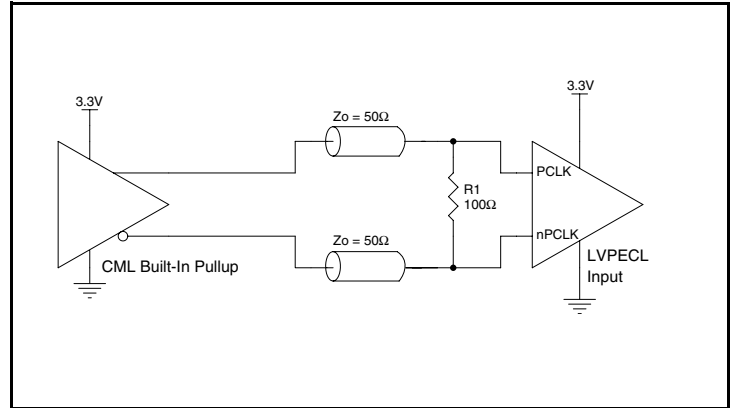 3.3V
3.3V
Zo = 50Ω
PCLK
R1
100Ω
nPCLK
Zo = 50Ω
CML Built-In Pullup
LVPECL
Input